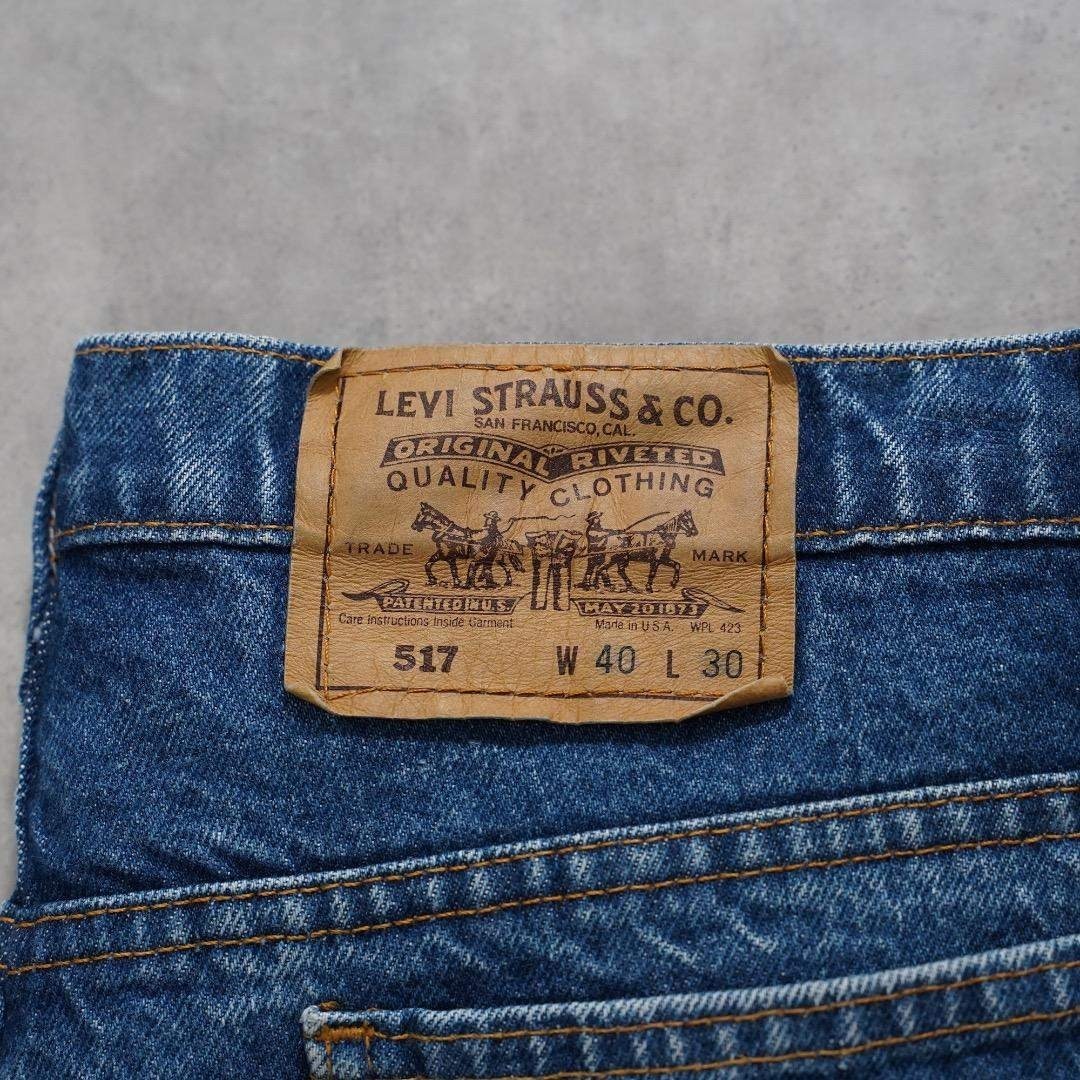 LEVI STRAUSS & CO.
SAN FRANCISCO, CAL.
ORIGINAL RIVETED
QUALITY CLOTHING
TRADE MARK
PATENTED IN U.S. MAY 20 1873
Care Instructions Inside Garment Made in U.S.A. WPL 423
517 W 40 L 30